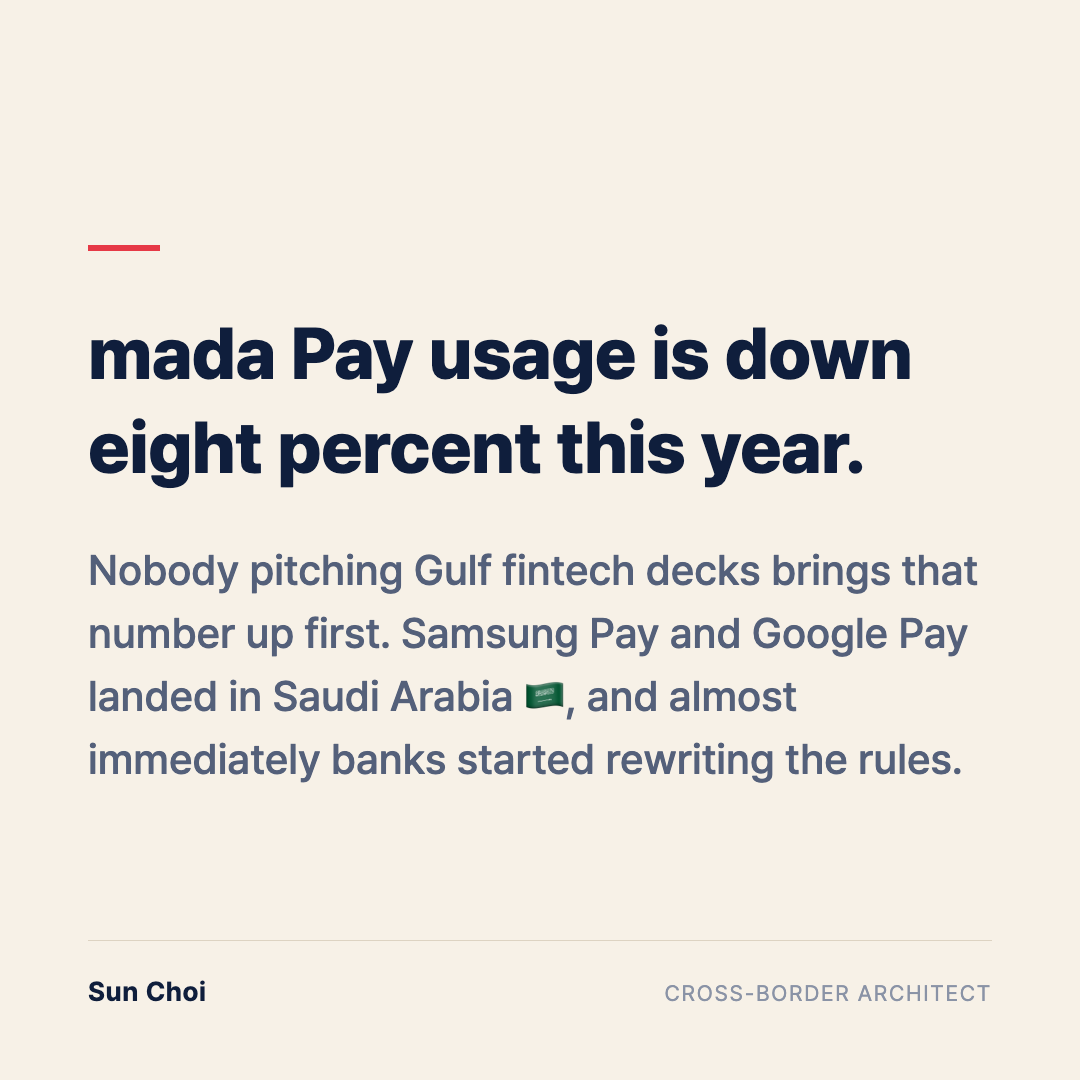 mada Pay usage is down
eight percent this year.
Nobody pitching Gulf fintech decks brings that
number up first. Samsung Pay and Google Pay
landed in Saudi Arabia 🇸🇦, and almost
immediately banks started rewriting the rules.
Sun Choi
CROSS-BORDER ARCHITECT